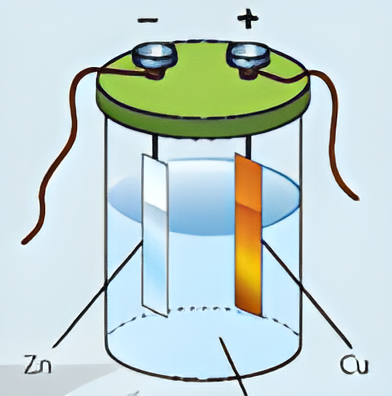 - +
Zn Cu